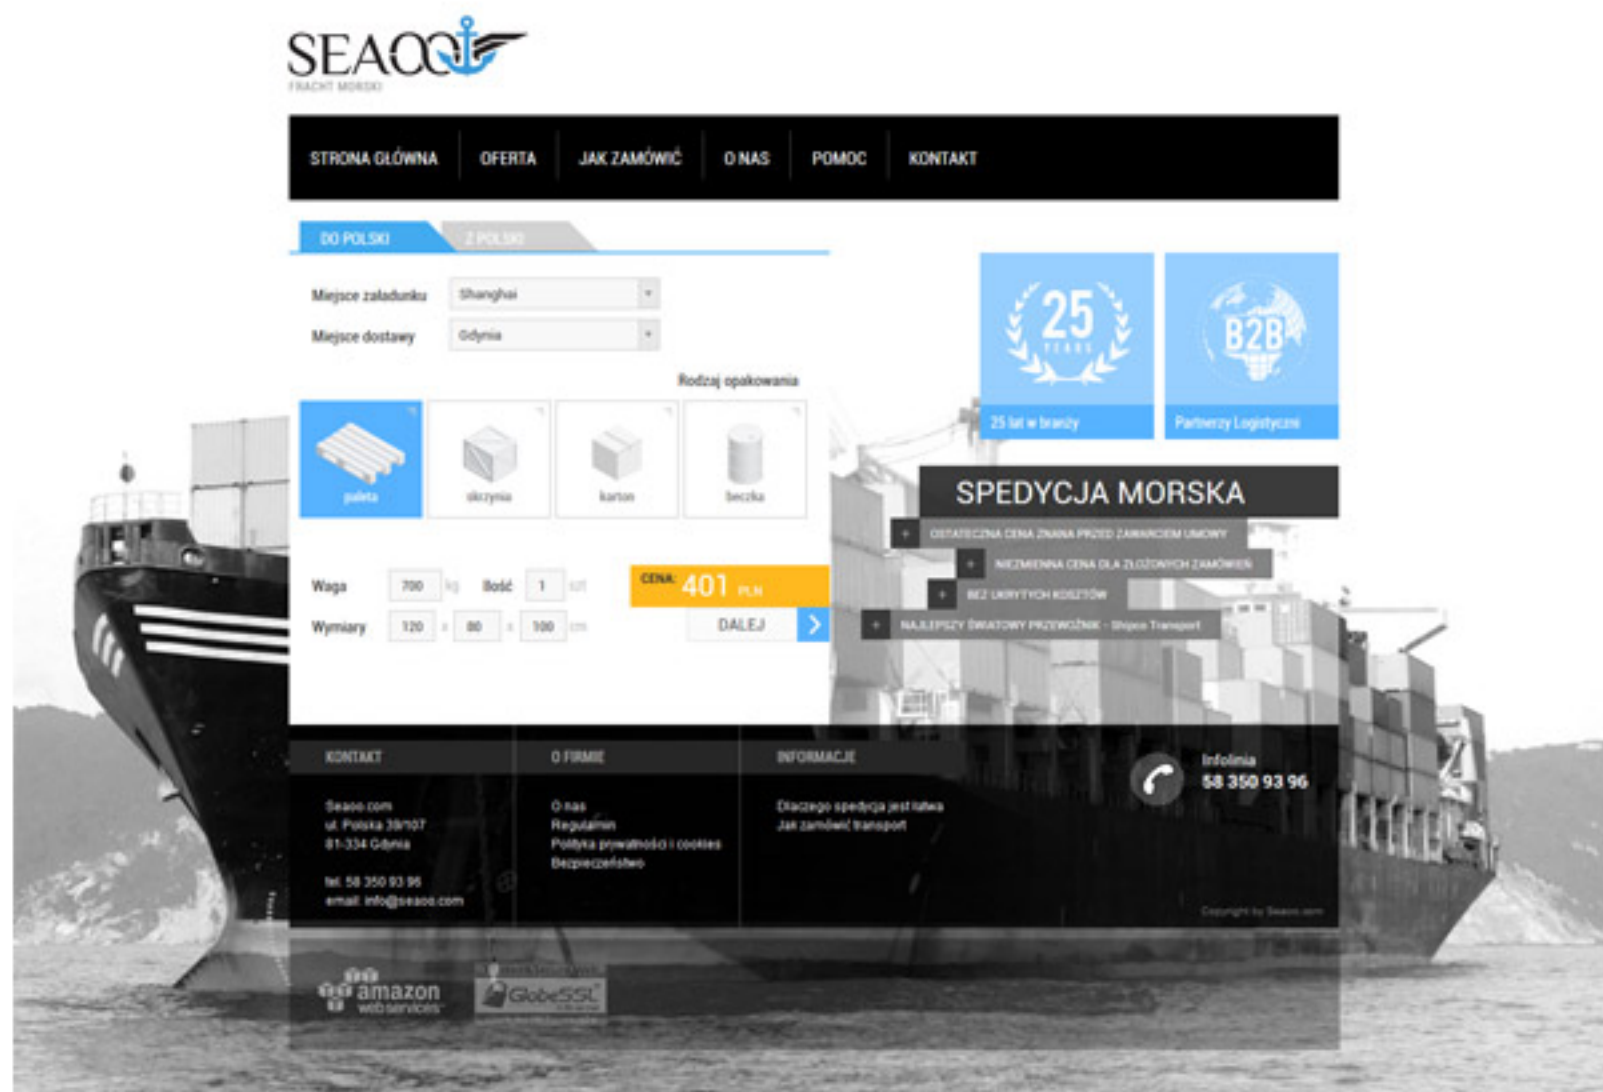 SEAOO
FRACHT MORSKI
STRONA GŁÓWNA
OFERTA
JAK ZAMÓWIĆ
O NAS
POMOC
KONTAKT
DO POLSKI
Z POLSKI
Miejsce załadunku
Shanghai
Miejsce dostawy
Gdynia
Rodzaj opakowania
paleta
skrzynia
karton
beczka
Waga 700 kg Ilość 1 szt
Wymiary 120 x 80 x 100 cm
CENA: 401 PLN
DALEJ
25
YEARS
25 lat w branży
B2B
Partnerzy Logistyczni
SPEDYCJA MORSKA
+ OSTATECZNA CENA ZNANA PRZED ZAWARCIEM UMOWY
+ NIEZMIENNA CENA DLA ZŁOŻONYCH ZAMÓWIEŃ
+ BEZ UKRYTYCH KOSZTÓW
+ NAJLEPSZY ŚWIATOWY PRZEWOŹNIK - Shipco Transport
KONTAKT
Seaoo.com
ul. Polska 39/107
81-334 Gdynia
tel. 58 350 93 96
email: info@seaoo.com
O FIRMIE
O nas
Regulamin
Polityka prywatności i cookies
Bezpieczeństwo
INFORMACJE
Dlaczego spedycja jest łatwa
Jak zamówić transport
Infolinia
58 350 93 96
Copyright by Seaoo.com
amazon
web services
GlobeSSL